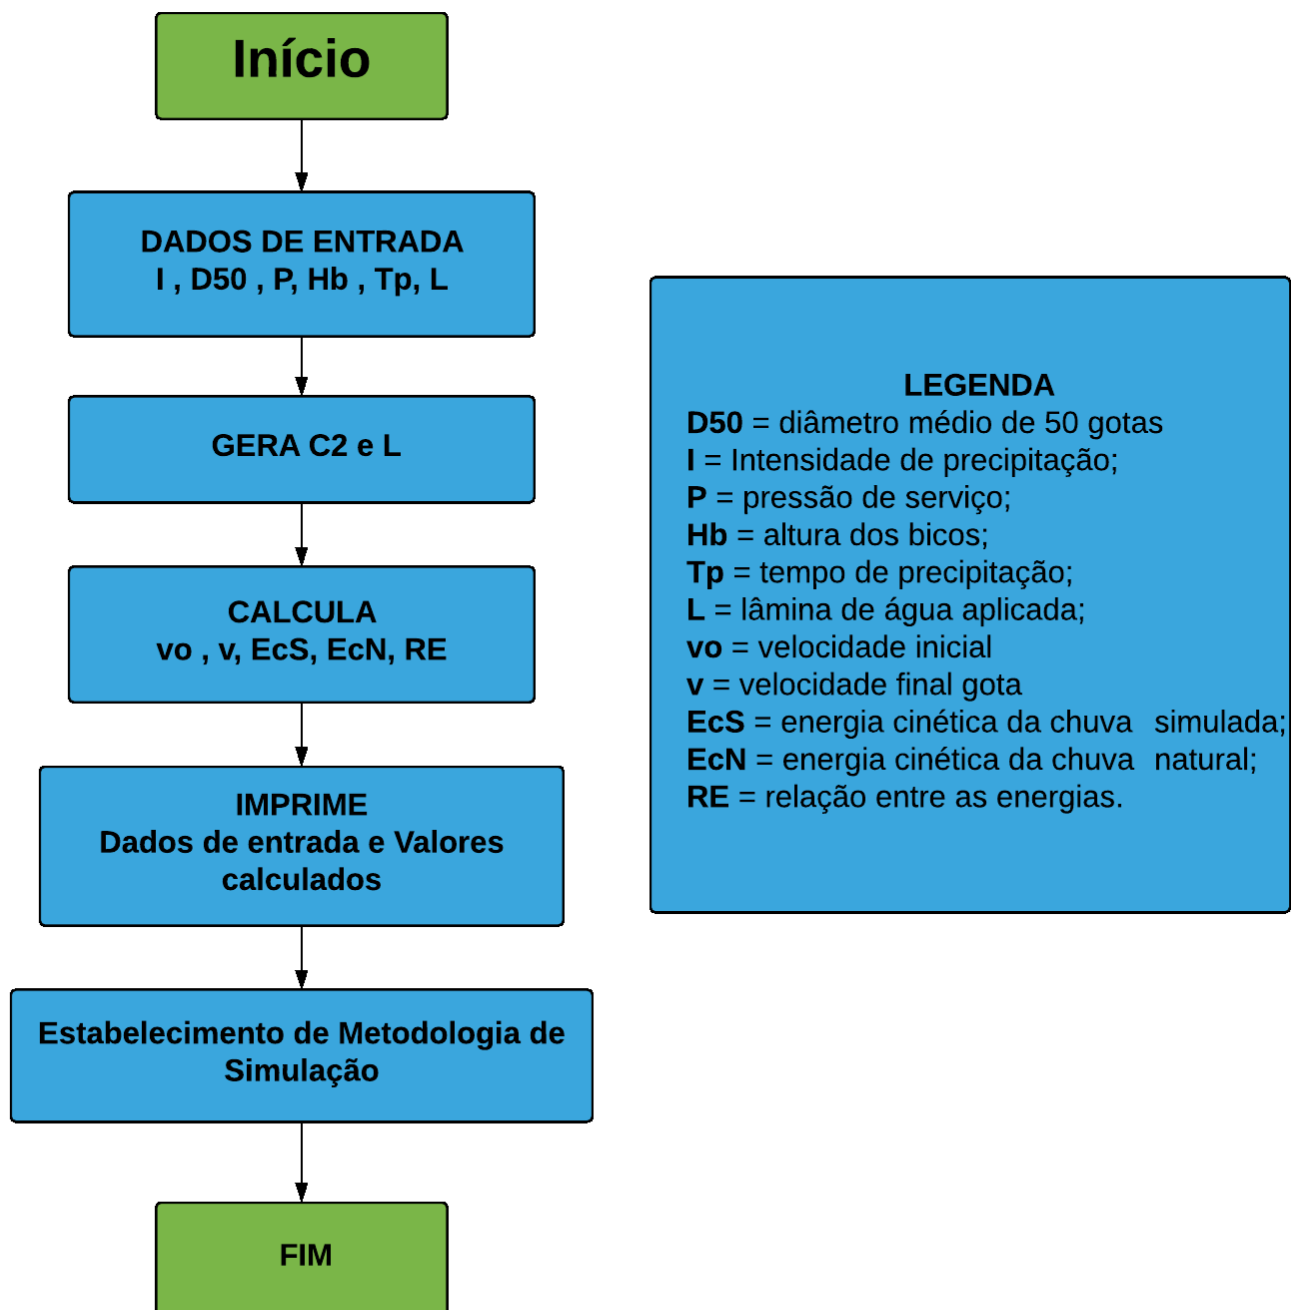 Início
DADOS DE ENTRADA
I , D50 , P, Hb , Tp, L
GERA C2 e L
CALCULA
vo , v, EcS, EcN, RE
IMPRIME
Dados de entrada e Valores
calculados
Estabelecimento de Metodologia de
Simulação
FIM
LEGENDA
D50 = diâmetro médio de 50 gotas
I = Intensidade de precipitação;
P = pressão de serviço;
Hb = altura dos bicos;
Tp = tempo de precipitação;
L = lâmina de água aplicada;
vo = velocidade inicial
v = velocidade final gota
EcS = energia cinética da chuva simulada;
EcN = energia cinética da chuva natural;
RE = relação entre as energias.